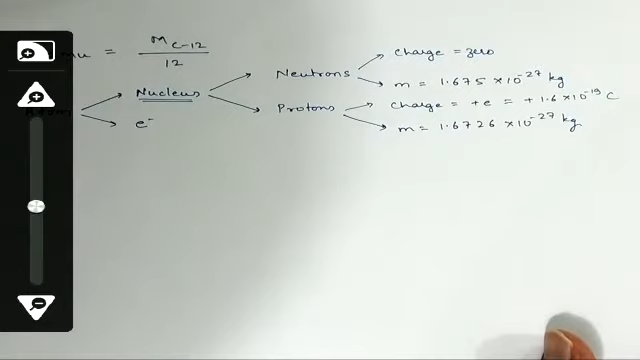 mu = M C-12 / 12
Nucleus
e⁻
Neutrons
Charge = zero
m = 1.675 × 10⁻²⁷ kg
Protons
Charge = +e = +1.6 × 10⁻¹⁹ C
m = 1.6726 × 10⁻²⁷ kg